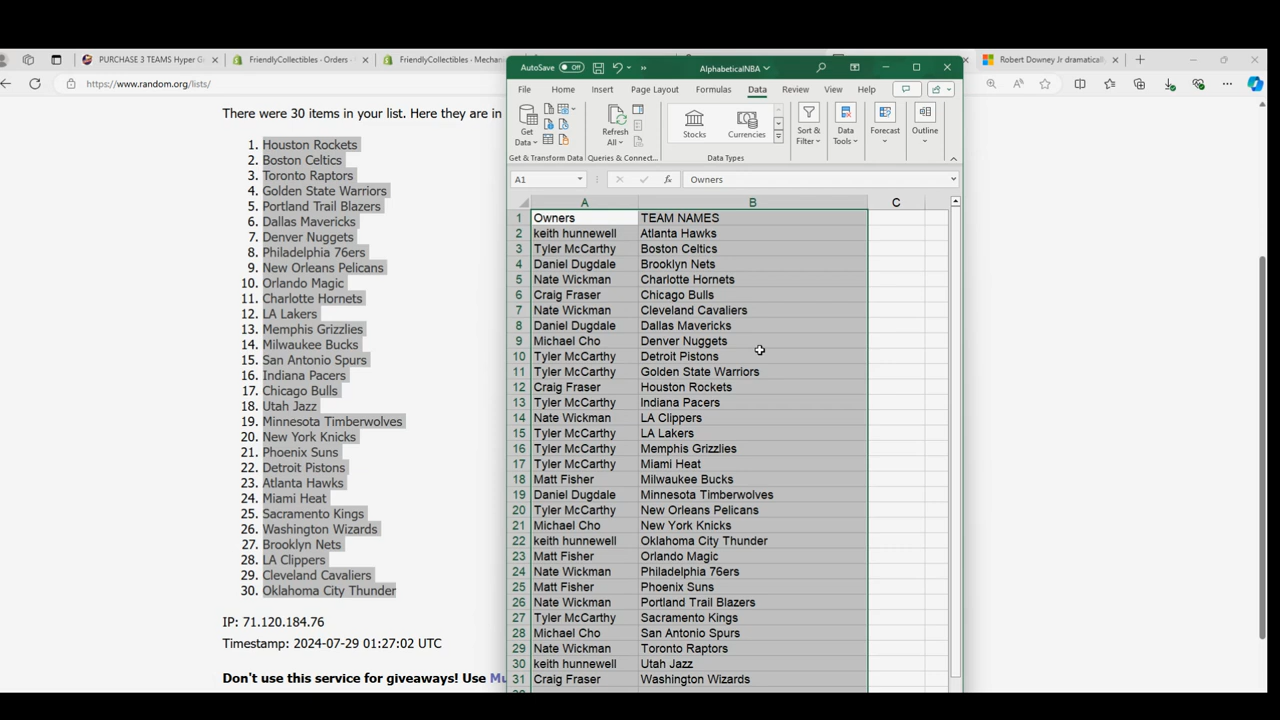 PURCHASE 3 TEAMS Hyper G
FriendlyCollectibles - Orders
FriendlyCollectibles - Mechan
Robert Downey Jr dramatically
https://www.random.org/lists/
There were 30 items in your list. Here they are in
1. Houston Rockets
2. Boston Celtics
3. Toronto Raptors
4. Golden State Warriors
5. Portland Trail Blazers
6. Dallas Mavericks
7. Denver Nuggets
8. Philadelphia 76ers
9. New Orleans Pelicans
10. Orlando Magic
11. Charlotte Hornets
12. LA Lakers
13. Memphis Grizzlies
14. Milwaukee Bucks
15. San Antonio Spurs
16. Indiana Pacers
17. Chicago Bulls
18. Utah Jazz
19. Minnesota Timberwolves
20. New York Knicks
21. Phoenix Suns
22. Detroit Pistons
23. Atlanta Hawks
24. Miami Heat
25. Sacramento Kings
26. Washington Wizards
27. Brooklyn Nets
28. LA Clippers
29. Cleveland Cavaliers
30. Oklahoma City Thunder
IP: 71.120.184.76
Timestamp: 2024-07-29 01:27:02 UTC
Don't use this service for giveaways! Use Mu
AutoSave Off AlphabeticalNBA
File Home Insert Page Layout Formulas Data Review View Help
Get Data Refresh All Stocks Currencies Sort & Filter Data Tools Forecast Outline
Get & Transform Data Queries & Connect... Data Types
A1 fx Owners
A B C
1 Owners TEAM NAMES
2 keith hunnewell Atlanta Hawks
3 Tyler McCarthy Boston Celtics
4 Daniel Dugdale Brooklyn Nets
5 Nate Wickman Charlotte Hornets
6 Craig Fraser Chicago Bulls
7 Nate Wickman Cleveland Cavaliers
8 Daniel Dugdale Dallas Mavericks
9 Michael Cho Denver Nuggets
10 Tyler McCarthy Detroit Pistons
11 Tyler McCarthy Golden State Warriors
12 Craig Fraser Houston Rockets
13 Tyler McCarthy Indiana Pacers
14 Nate Wickman LA Clippers
15 Tyler McCarthy LA Lakers
16 Tyler McCarthy Memphis Grizzlies
17 Tyler McCarthy Miami Heat
18 Matt Fisher Milwaukee Bucks
19 Daniel Dugdale Minnesota Timberwolves
20 Tyler McCarthy New Orleans Pelicans
21 Michael Cho New York Knicks
22 keith hunnewell Oklahoma City Thunder
23 Matt Fisher Orlando Magic
24 Nate Wickman Philadelphia 76ers
25 Matt Fisher Phoenix Suns
26 Nate Wickman Portland Trail Blazers
27 Tyler McCarthy Sacramento Kings
28 Michael Cho San Antonio Spurs
29 Nate Wickman Toronto Raptors
30 keith hunnewell Utah Jazz
31 Craig Fraser Washington Wizards